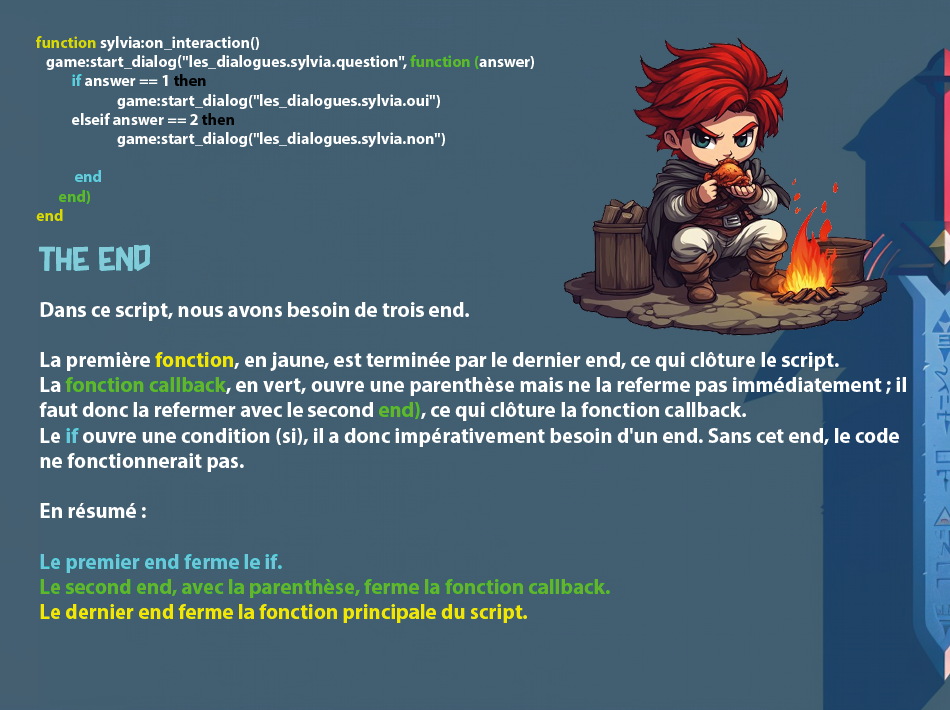 function sylvia:on_interaction()
game:start_dialog("les_dialogues.sylvia.question", function (answer)
if answer == 1 then
game:start_dialog("les_dialogues.sylvia.oui")
elseif answer == 2 then
game:start_dialog("les_dialogues.sylvia.non")
end
end)
end
THE END
Dans ce script, nous avons besoin de trois end.
La première fonction, en jaune, est terminée par le dernier end, ce qui clôture le script.
La fonction callback, en vert, ouvre une parenthèse mais ne la referme pas immédiatement ; il
faut donc la refermer avec le second end), ce qui clôture la fonction callback.
Le if ouvre une condition (si), il a donc impérativement besoin d'un end. Sans cet end, le code
ne fonctionnerait pas.
En résumé :
Le premier end ferme le if.
Le second end, avec la parenthèse, ferme la fonction callback.
Le dernier end ferme la fonction principale du script.